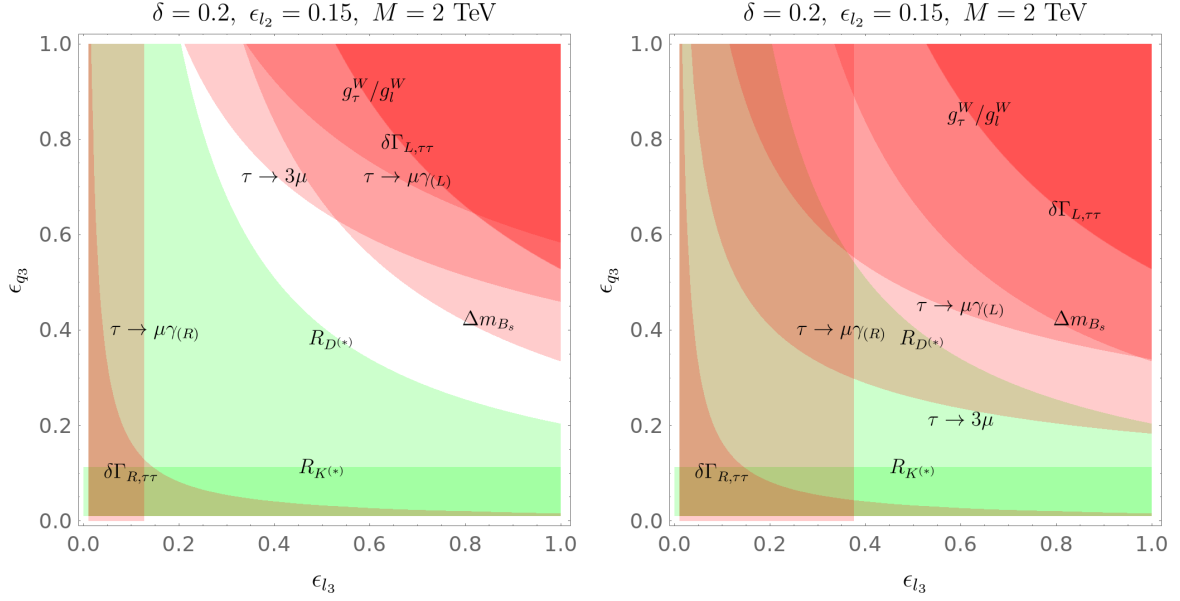 δ = 0.2, ϵ_{l_2} = 0.15, M = 2 TeV
1.0
0.8
0.6
0.4
0.2
0.0
ϵ_{q_3}
g_τ^W/g_l^W
δΓ_{L,ττ}
τ → 3μ
τ → μγ_{(L)}
Δm_{B_s}
τ → μγ_{(R)}
R_{D^{(*)}}
δΓ_{R,ττ}
R_{K^{(*)}}
0.0 0.2 0.4 0.6 0.8 1.0
ϵ_{l_3}
δ = 0.2, ϵ_{l_2} = 0.15, M = 2 TeV
1.0
0.8
0.6
0.4
0.2
0.0
ϵ_{q_3}
g_τ^W/g_l^W
δΓ_{L,ττ}
τ → μγ_{(L)}
Δm_{B_s}
τ → μγ_{(R)}
R_{D^{(*)}}
τ → 3μ
δΓ_{R,ττ}
R_{K^{(*)}}
0.0 0.2 0.4 0.6 0.8 1.0
ϵ_{l_3}